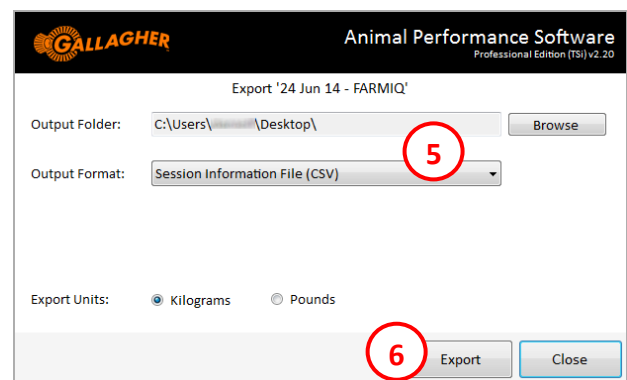 GALLAGHER
Animal Performance Software
Professional Edition (TSi) v2.20
Export '24 Jun 14 - FARMIQ'
Output Folder: C:\Users\ \Desktop\ Browse
5
Output Format: Session Information File (CSV)
Export Units: Kilograms Pounds
6 Export Close